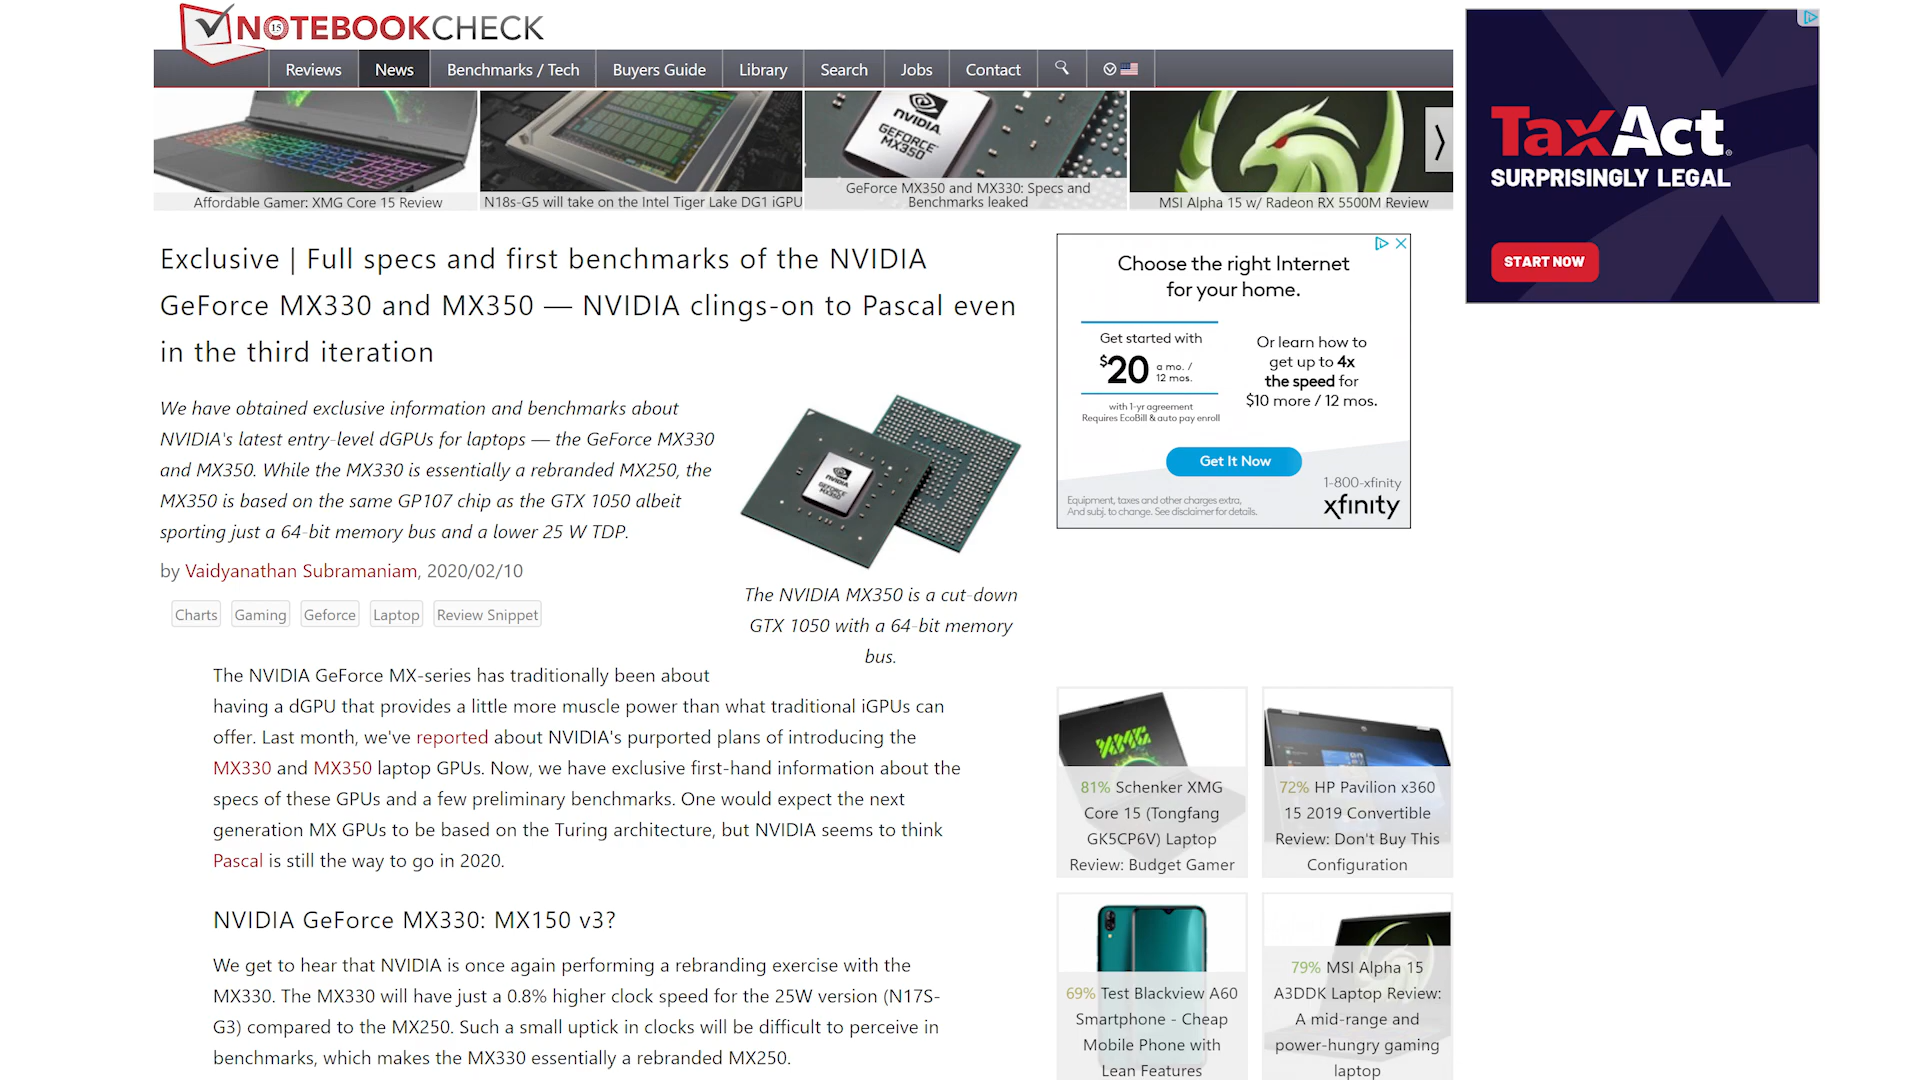 NOTEBOOKCHECK
15
Reviews
News
Benchmarks / Tech
Buyers Guide
Library
Search
Jobs
Contact
Affordable Gamer: XMG Core 15 Review
N18s-G5 will take on the Intel Tiger Lake DG1 iGPU
NVIDIA
GEFORCE
MX350
GeForce MX350 and MX330: Specs and
Benchmarks leaked
MSI Alpha 15 w/ Radeon RX 5500M Review
TaxAct
SURPRISINGLY LEGAL
START NOW
Exclusive | Full specs and first benchmarks of the NVIDIA
GeForce MX330 and MX350 — NVIDIA clings-on to Pascal even
in the third iteration
We have obtained exclusive information and benchmarks about
NVIDIA's latest entry-level dGPUs for laptops — the GeForce MX330
and MX350. While the MX330 is essentially a rebranded MX250, the
MX350 is based on the same GP107 chip as the GTX 1050 albeit
sporting just a 64-bit memory bus and a lower 25 W TDP.
by Vaidyanathan Subramaniam, 2020/02/10
Charts
Gaming
Geforce
Laptop
Review Snippet
NVIDIA
GEFORCE
MX350
The NVIDIA MX350 is a cut-down
GTX 1050 with a 64-bit memory
bus.
The NVIDIA GeForce MX-series has traditionally been about
having a dGPU that provides a little more muscle power than what traditional iGPUs can
offer. Last month, we've reported about NVIDIA's purported plans of introducing the
MX330 and MX350 laptop GPUs. Now, we have exclusive first-hand information about the
specs of these GPUs and a few preliminary benchmarks. One would expect the next
generation MX GPUs to be based on the Turing architecture, but NVIDIA seems to think
Pascal is still the way to go in 2020.
NVIDIA GeForce MX330: MX150 v3?
We get to hear that NVIDIA is once again performing a rebranding exercise with the
MX330. The MX330 will have just a 0.8% higher clock speed for the 25W version (N17S-
G3) compared to the MX250. Such a small uptick in clocks will be difficult to perceive in
benchmarks, which makes the MX330 essentially a rebranded MX250.
Choose the right Internet
for your home.
Get started with
$20 a mo. /
12 mos.
with 1-yr agreement
Requires EcoBill & auto pay enroll
Or learn how to
get up to 4x
the speed for
$10 more / 12 mos.
Get It Now
Equipment, taxes and other charges extra,
And subj. to change. See disclaimer for details.
1-800-xfinity
xfinity
XMG
81% Schenker XMG
Core 15 (Tongfang
GK5CP6V) Laptop
Review: Budget Gamer
72% HP Pavilion x360
15 2019 Convertible
Review: Don't Buy This
Configuration
69% Test Blackview A60
Smartphone - Cheap
Mobile Phone with
Lean Features
79% MSI Alpha 15
A3DDK Laptop Review:
A mid-range and
power-hungry gaming
laptop